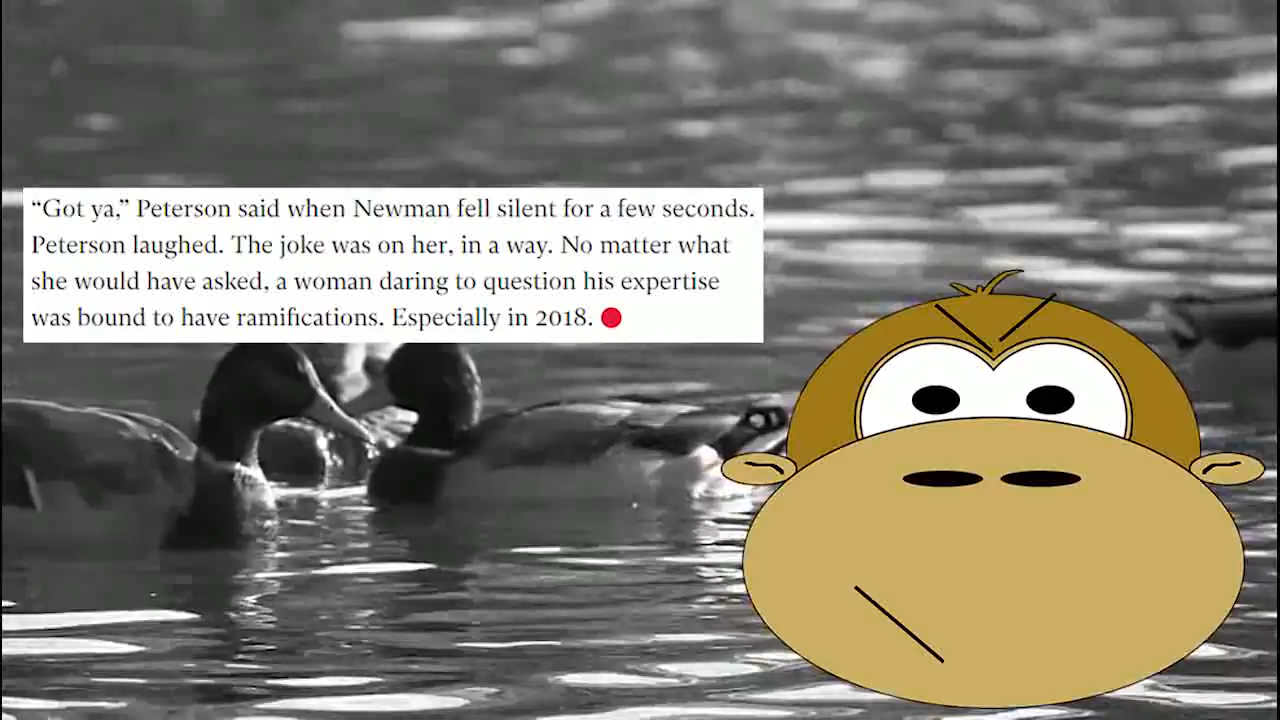 “Got ya,” Peterson said when Newman fell silent for a few seconds.
Peterson laughed. The joke was on her, in a way. No matter what
she would have asked, a woman daring to question his expertise
was bound to have ramifications. Especially in 2018.